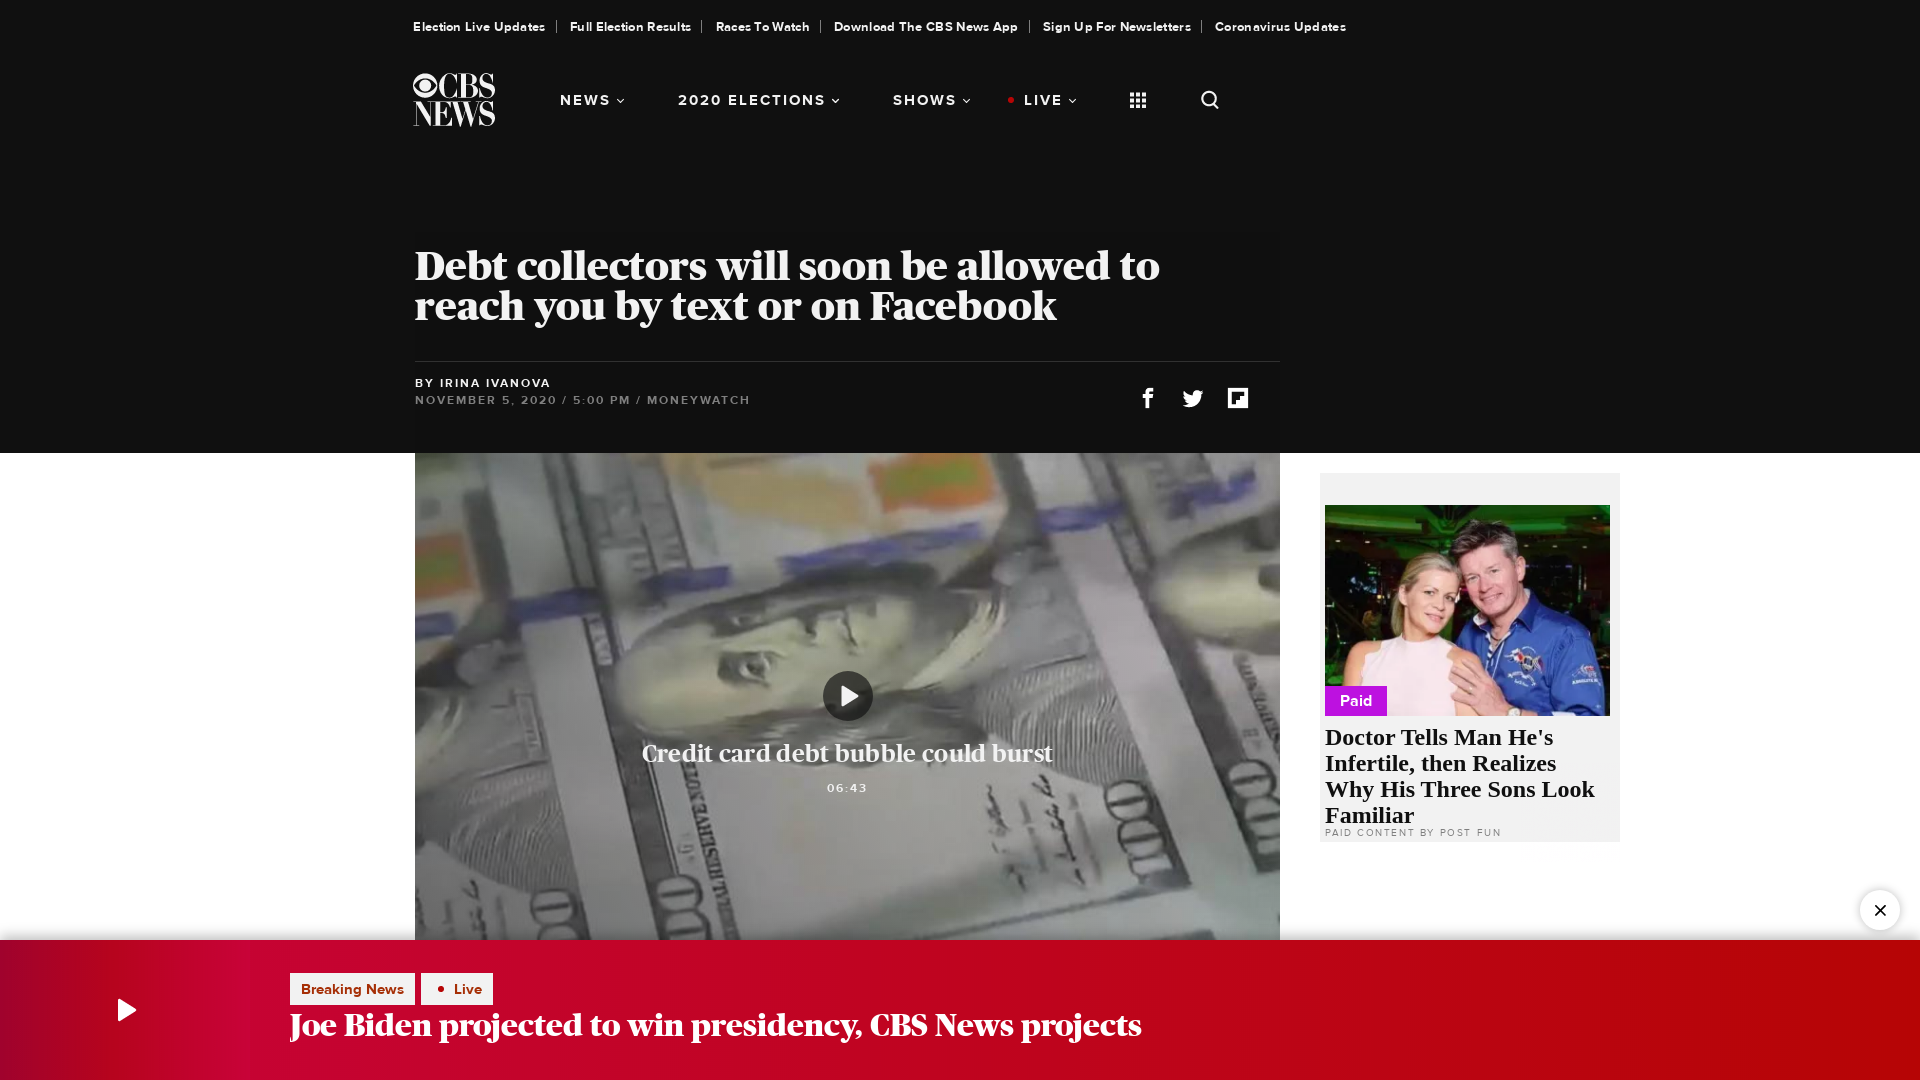 Election Live Updates
Full Election Results
Races To Watch
Download The CBS News App
Sign Up For Newsletters
Coronavirus Updates
CBS
NEWS
NEWS
2020 ELECTIONS
SHOWS
LIVE
Debt collectors will soon be allowed to
reach you by text or on Facebook
BY IRINA IVANOVA
NOVEMBER 5, 2020 / 5:00 PM / MONEYWATCH
Credit card debt bubble could burst
06:43
100
Paid
Doctor Tells Man He's
Infertile, then Realizes
Why His Three Sons Look
Familiar
PAID CONTENT BY POST FUN
Breaking News
Live
Joe Biden projected to win presidency, CBS News projects